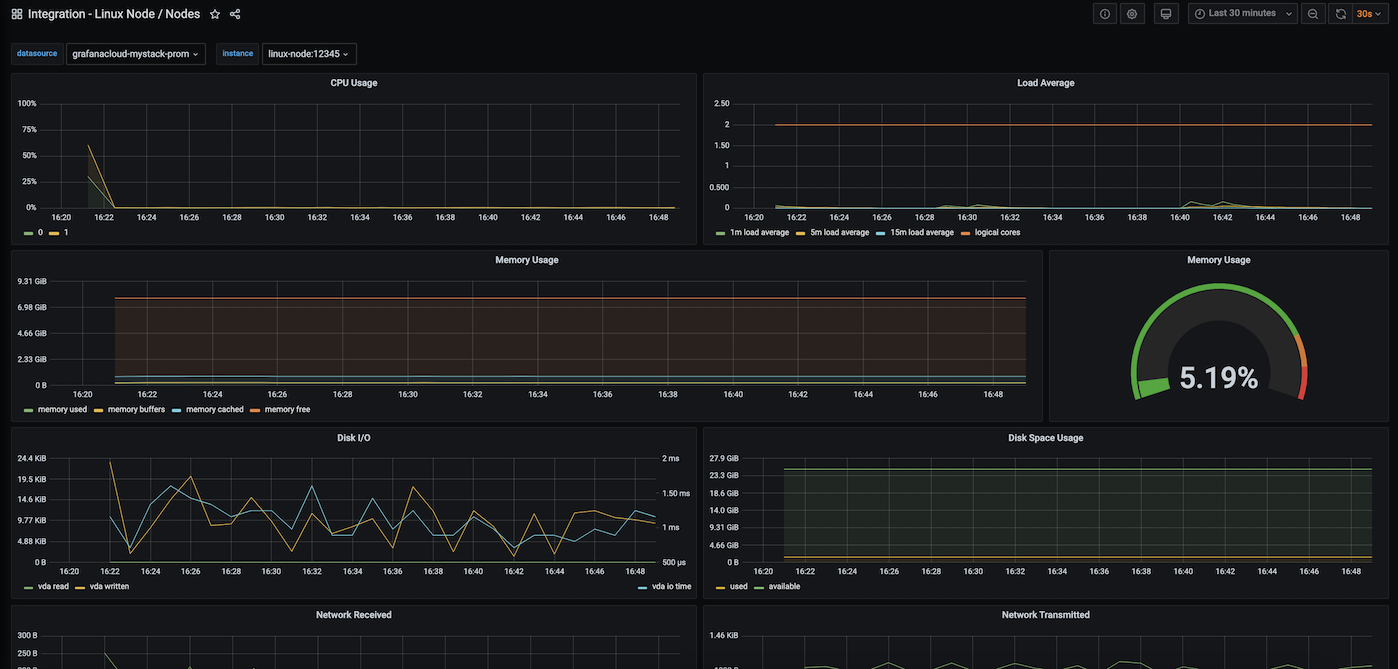 Integration - Linux Node / Nodes
Last 30 minutes
30s
datasource grafanacloud-mystack-prom instance linux-node:12345
CPU Usage
100%
75%
50%
25%
0%
16:20 16:22 16:24 16:26 16:28 16:30 16:32 16:34 16:36 16:38 16:40 16:42 16:44 16:46 16:48
0 1
Load Average
2.50
2
1.50
1
0.500
0
16:20 16:22 16:24 16:26 16:28 16:30 16:32 16:34 16:36 16:38 16:40 16:42 16:44 16:46 16:48
1m load average 5m load average 15m load average logical cores
Memory Usage
9.31 GiB
6.98 GiB
4.66 GiB
2.33 GiB
0 B
16:20 16:22 16:24 16:26 16:28 16:30 16:32 16:34 16:36 16:38 16:40 16:42 16:44 16:46 16:48
memory used memory buffers memory cached memory free
Memory Usage
5.19%
Disk I/O
24.4 KiB
19.5 KiB
14.6 KiB
9.77 KiB
4.88 KiB
0 B
2 ms
1.50 ms
1 ms
500 µs
16:20 16:22 16:24 16:26 16:28 16:30 16:32 16:34 16:36 16:38 16:40 16:42 16:44 16:46 16:48
vda read vda written vda io time
Disk Space Usage
27.9 GiB
23.3 GiB
18.6 GiB
14.0 GiB
9.31 GiB
4.66 GiB
0 B
16:20 16:22 16:24 16:26 16:28 16:30 16:32 16:34 16:36 16:38 16:40 16:42 16:44 16:46 16:48
used available
Network Received
300 B
250 B
Network Transmitted
1.46 KiB